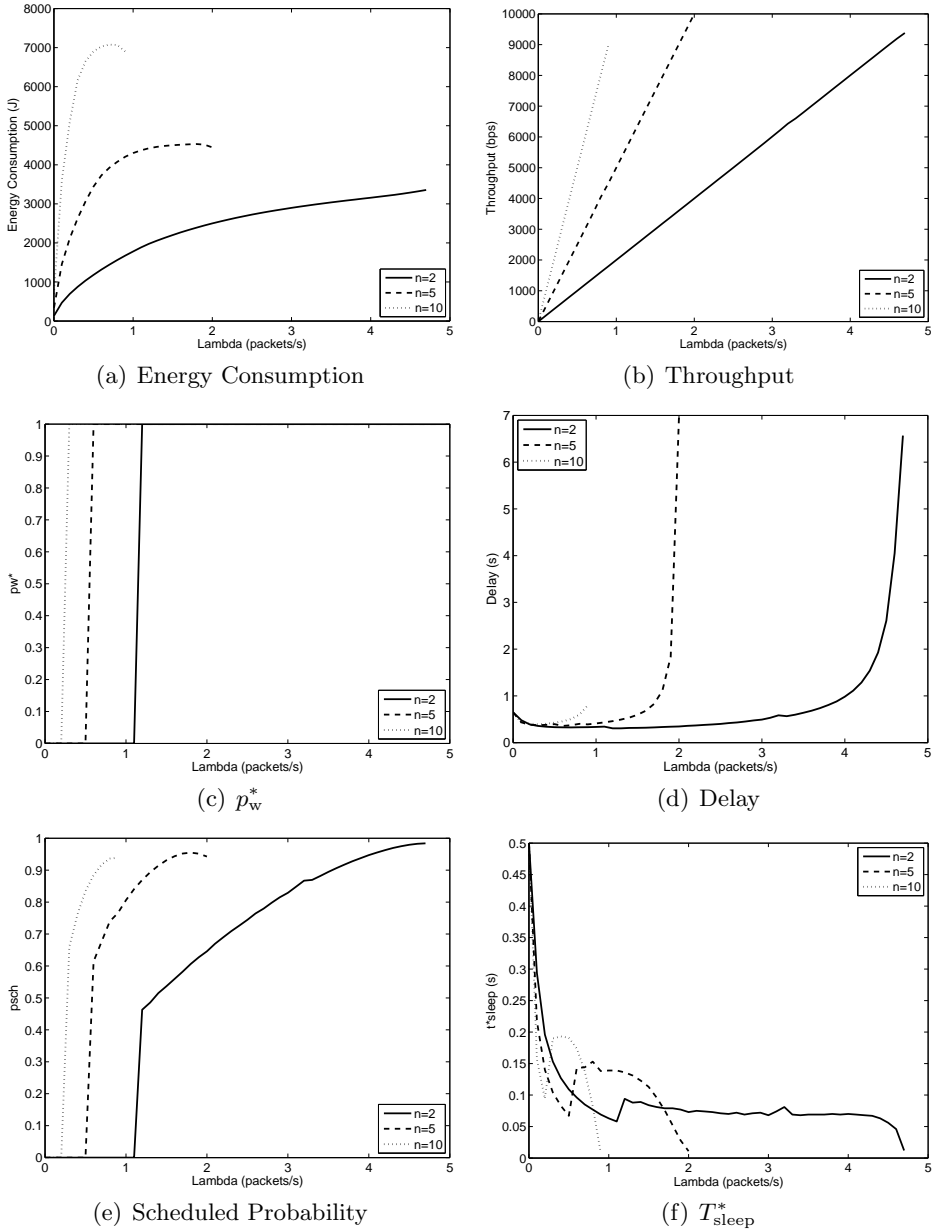 8000
7000
6000
5000
4000
3000
2000
1000
0
Energy Consumption (J)
n=2
n=5
n=10
0 1 2 3 4 5
Lambda (packets/s)
(a) Energy Consumption
10000
9000
8000
7000
6000
5000
4000
3000
2000
1000
0
Throughput (bps)
n=2
n=5
n=10
0 1 2 3 4 5
Lambda (packets/s)
(b) Throughput
1
0.9
0.8
0.7
0.6
0.5
0.4
0.3
0.2
0.1
0
pw*
n=2
n=5
n=10
0 1 2 3 4 5
Lambda (packets/s)
(c) p*w
7
6
5
4
3
2
1
0
Delay (s)
n=2
n=5
n=10
0 1 2 3 4 5
Lambda (packets/s)
(d) Delay
1
0.9
0.8
0.7
0.6
0.5
0.4
0.3
0.2
0.1
0
psch
n=2
n=5
n=10
0 1 2 3 4 5
Lambda (packets/s)
(e) Scheduled Probability
0.5
0.45
0.4
0.35
0.3
0.25
0.2
0.15
0.1
0.05
0
t*sleep (s)
n=2
n=5
n=10
0 1 2 3 4 5
Lambda (packets/s)
(f) T*sleep